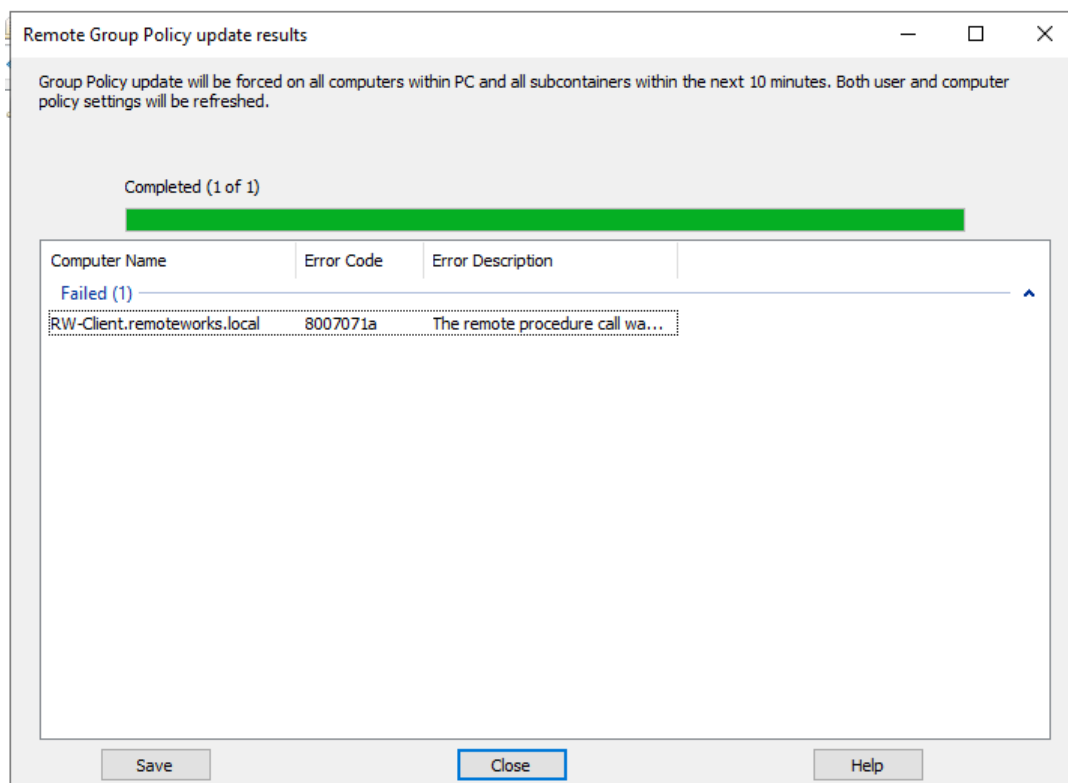 Remote Group Policy update results
Group Policy update will be forced on all computers within PC and all subcontainers within the next 10 minutes. Both user and computer
policy settings will be refreshed.
Completed (1 of 1)
Computer Name Error Code Error Description
Failed (1)
RW-Client.remoteworks.local 8007071a The remote procedure call wa...
Save Close Help